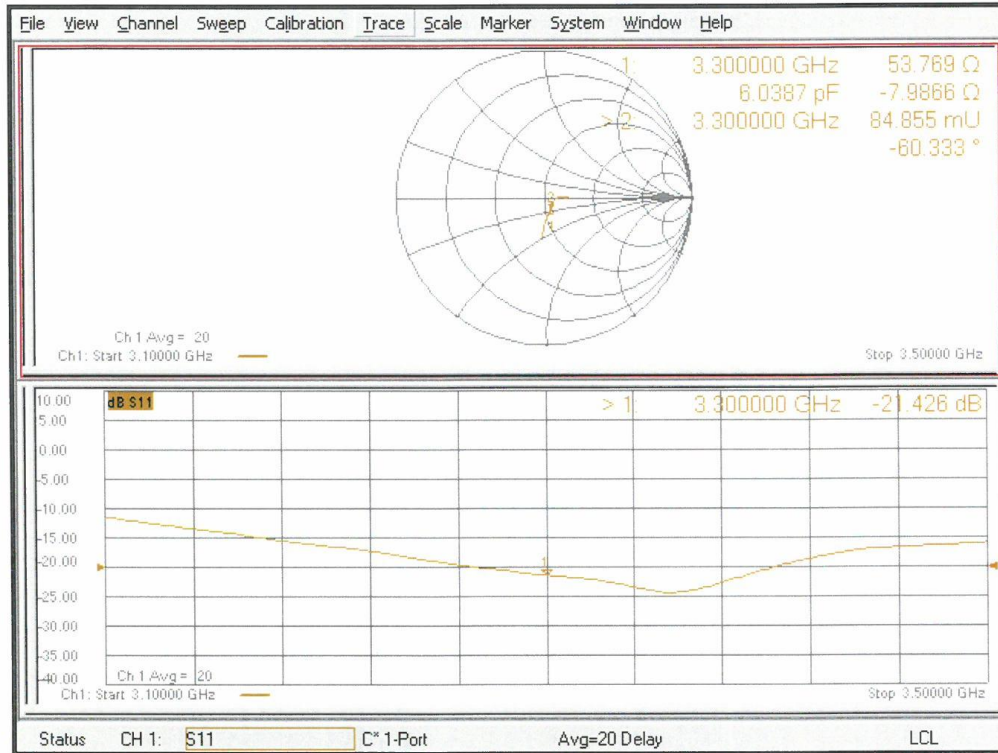 File View Channel Sweep Calibration Trace Scale Marker System Window Help
1: 3.300000 GHz 53.769 Ω
6.0387 pF -7.9866 Ω
> 2: 3.300000 GHz 84.855 mU
-60.333 °
Ch 1 Avg = 20
Ch1: Start 3.10000 GHz
Stop 3.50000 GHz
10.00
dB S11
> 1: 3.300000 GHz -21.426 dB
5.00
0.00
-5.00
-10.00
-15.00
-20.00
1
-25.00
-30.00
-35.00
-40.00
Ch 1 Avg = 20
Ch1: Start 3.10000 GHz
Stop 3.50000 GHz
Status CH 1: S11 C* 1-Port Avg=20 Delay LCL